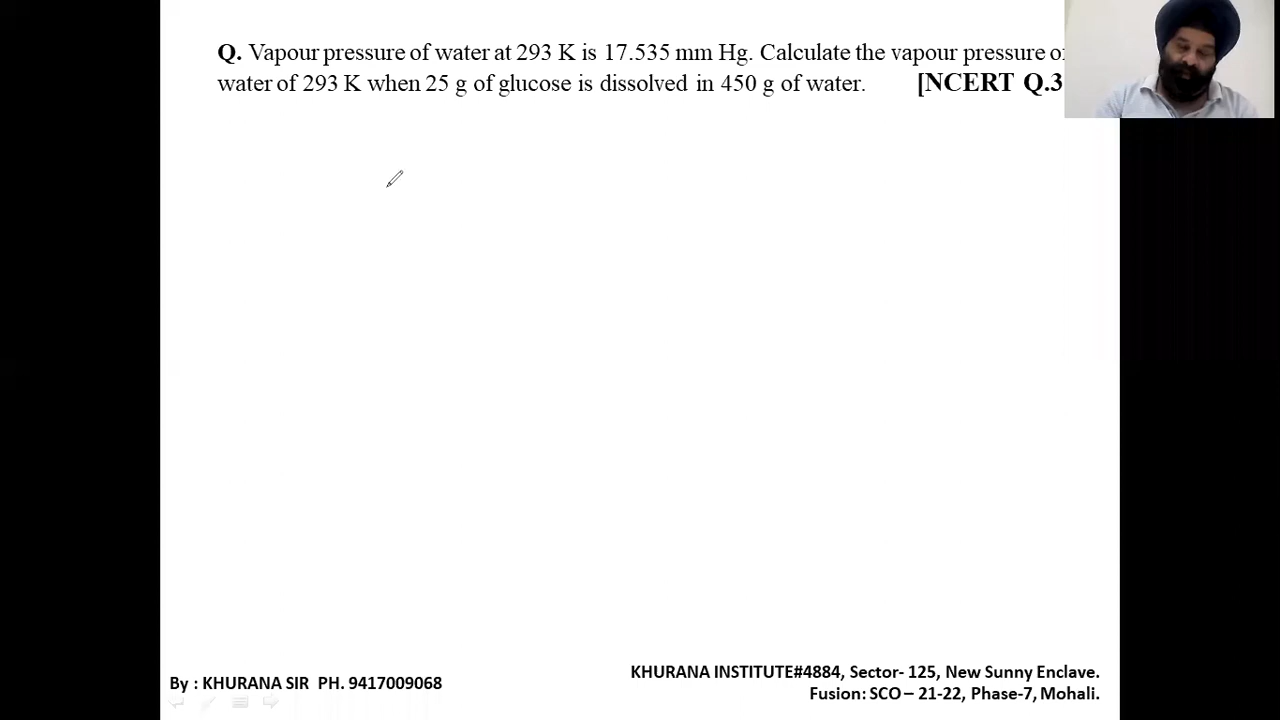 Q. Vapour pressure of water at 293 K is 17.535 mm Hg. Calculate the vapour pressure
water of 293 K when 25 g of glucose is dissolved in 450 g of water. [NCERT Q.3
By : KHURANA SIR PH. 9417009068
KHURANA INSTITUTE#4884, Sector- 125, New Sunny Enclave.
Fusion: SCO – 21-22, Phase-7, Mohali.